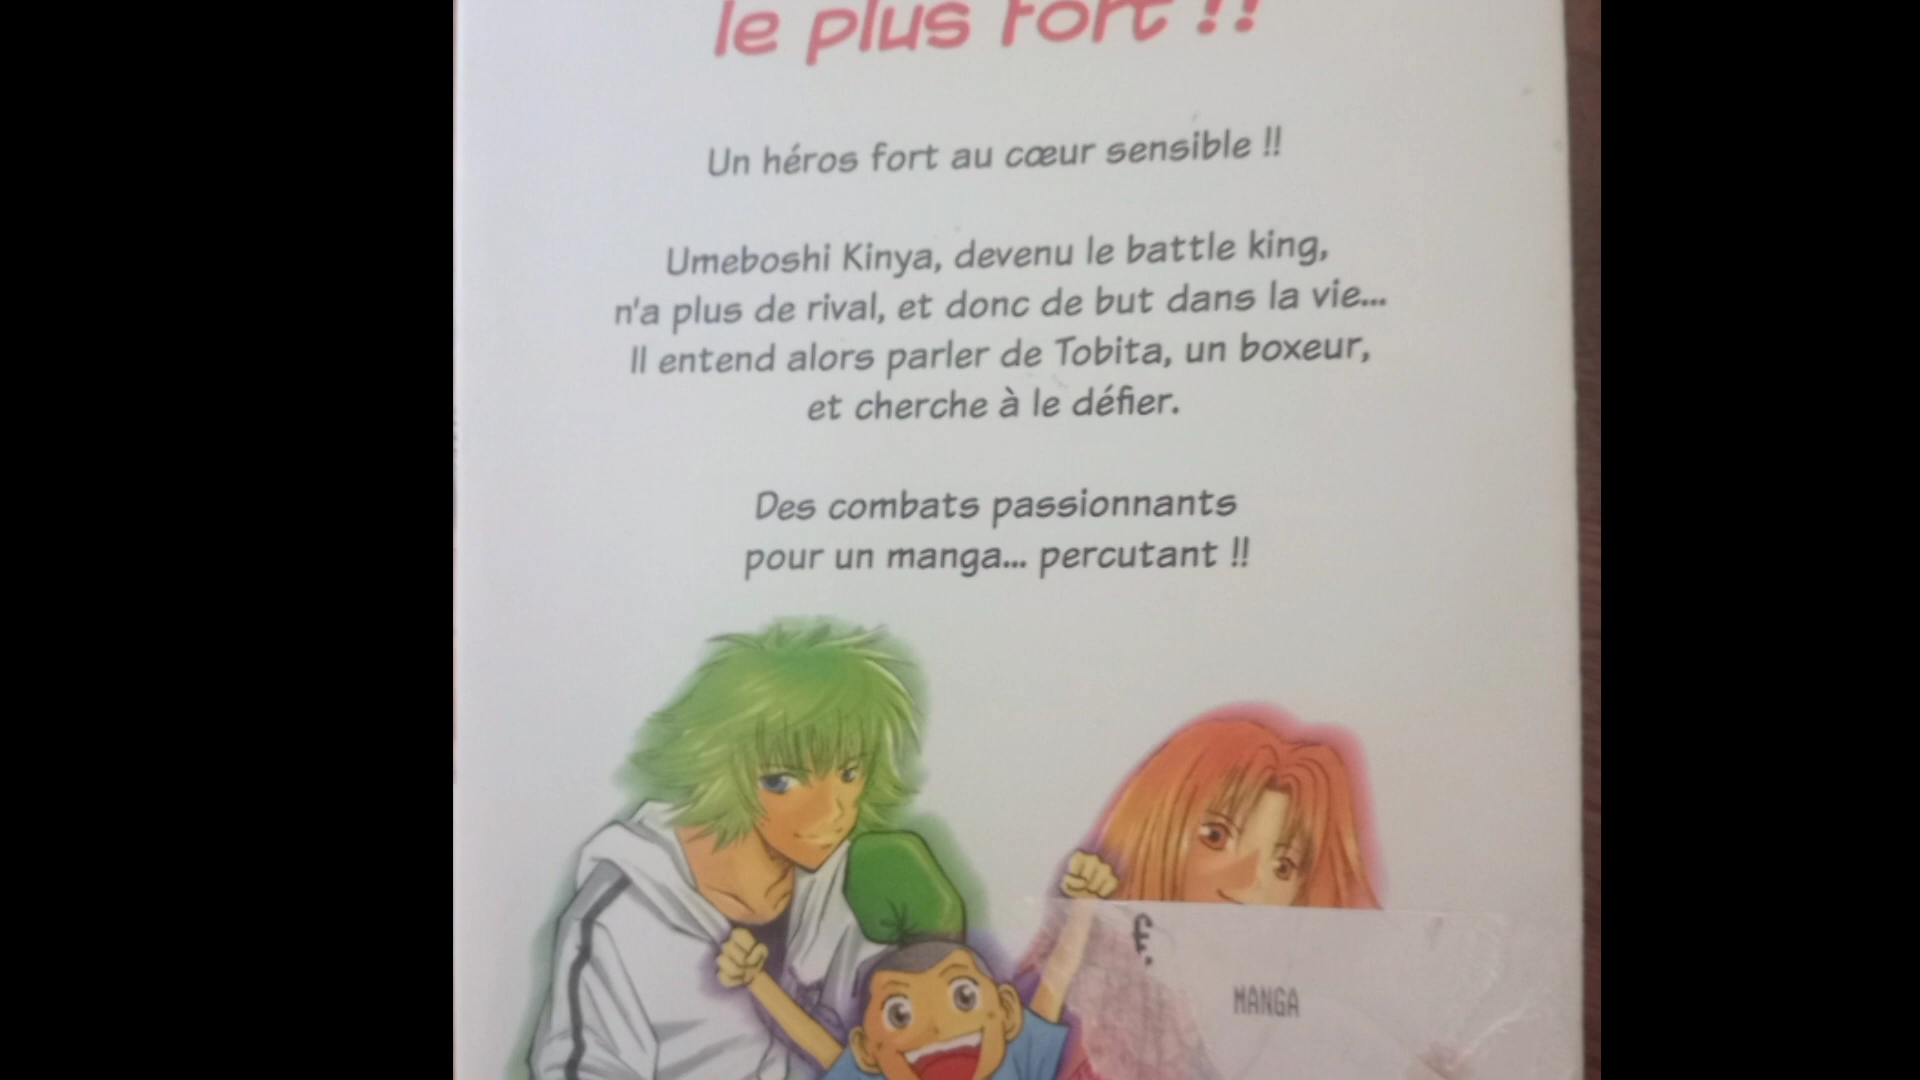 le plus fort !!
Un héros fort au cœur sensible !!
Umeboshi Kinya, devenu le battle king,
n'a plus de rival, et donc de but dans la vie...
Il entend alors parler de Tobita, un boxeur,
et cherche à le défier.
Des combats passionnants
pour un manga... percutant !!
€.
MANGA